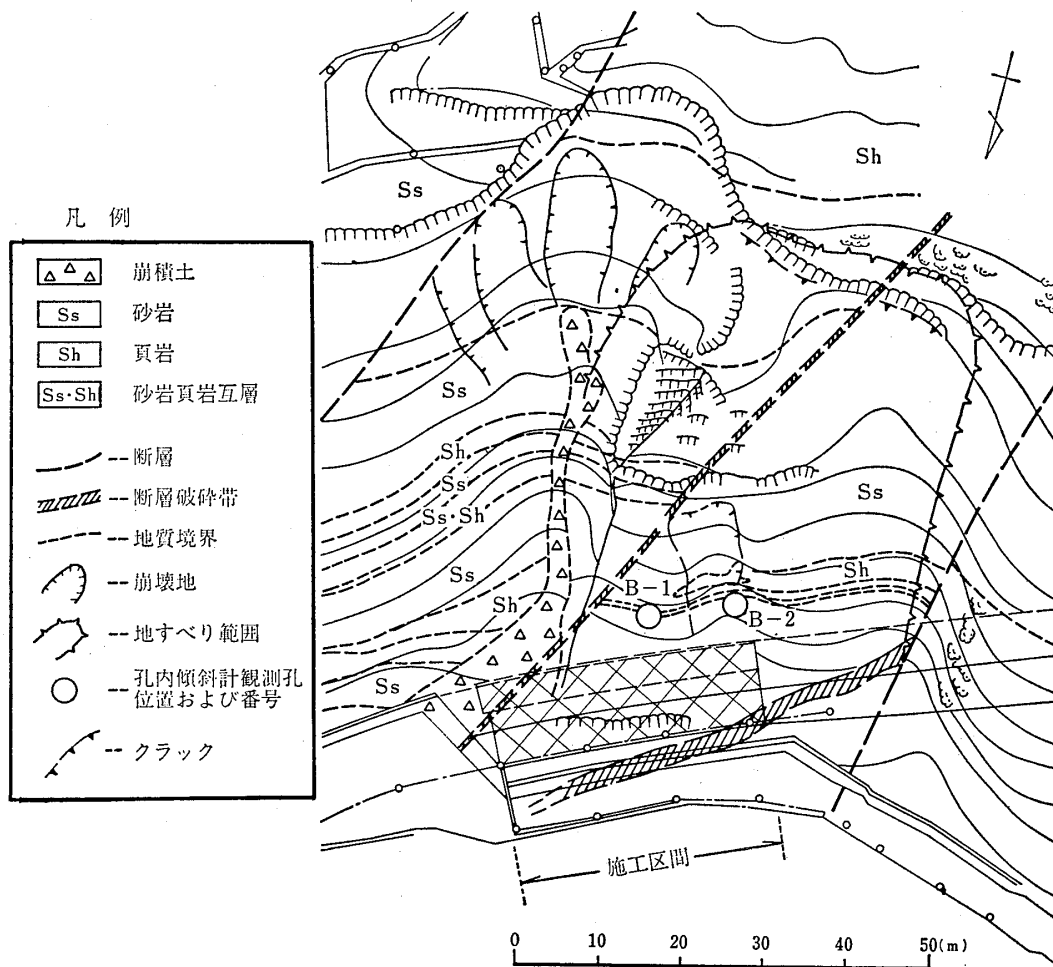 凡 例
崩積土
Ss
砂岩
Sh
頁岩
Ss・Sh
砂岩頁岩互層
断層
断層破砕帯
地質境界
崩壊地
地すべり範囲
孔内傾斜計観測孔
位置および番号
クラック
Sh
Ss
Ss
Sh
Ss
Ss・Sh
Ss
Ss
Sh
Sh
B-1
B-2
Ss
施工区間
0 10 20 30 40 50(m)